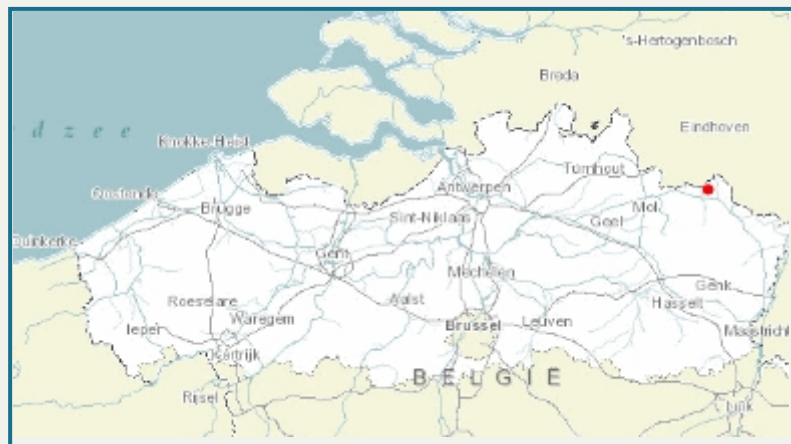 's-Hertogenbosch
Breda
d z e e
Eindhoven
Knokke-Heist
Turnhout
Antwerpen
Oostende
Mol
Brugge
Sint-Niklaas
Geel
Duinkerke
Gent
Mechelen
Genk
Roeselare
Aalst
Hasselt
Waregem
Brussel
Leuven
Ieper
Maastricht
Kortrijk
BELGIË
Rijsel
Luik